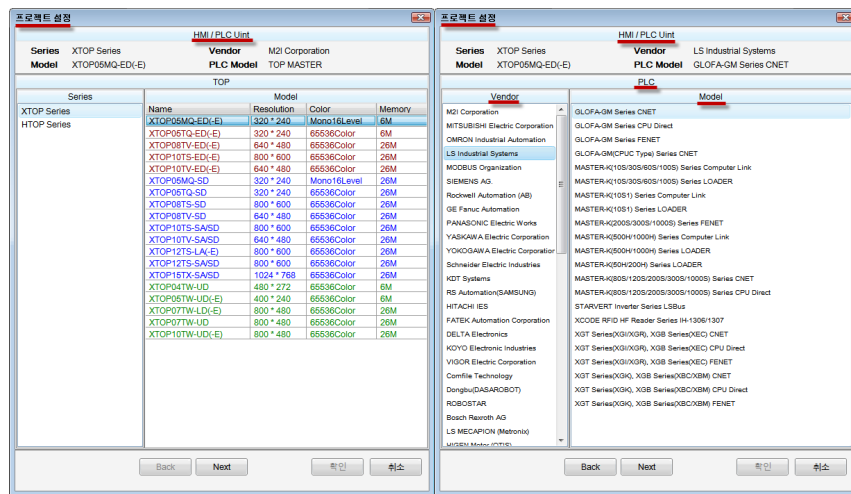 프로젝트 설정
HMI / PLC Uint
Series XTOP Series Vendor M2I Corporation
Model XTOP05MQ-ED(-E) PLC Model TOP MASTER
TOP
Series Model
XTOP Series
HTOP Series
Name Resolution Color Memory
XTOP05MQ-ED(-E) 320 * 240 Mono16Level 6M
XTOP05TQ-ED(-E) 320 * 240 65536Color 6M
XTOP08TV-ED(-E) 640 * 480 65536Color 26M
XTOP10TS-ED(-E) 800 * 600 65536Color 26M
XTOP10TV-ED(-E) 640 * 480 65536Color 26M
XTOP05MQ-SD 320 * 240 Mono16Level 26M
XTOP05TQ-SD 320 * 240 65536Color 26M
XTOP08TS-SD 800 * 600 65536Color 26M
XTOP08TV-SD 640 * 480 65536Color 26M
XTOP10TS-SA/SD 800 * 600 65536Color 26M
XTOP10TV-SA/SD 640 * 480 65536Color 26M
XTOP12TS-LA(-E) 800 * 600 65536Color 26M
XTOP12TS-SA/SD 800 * 600 65536Color 26M
XTOP15TX-SA/SD 1024 * 768 65536Color 26M
XTOP04TW-UD 480 * 272 65536Color 6M
XTOP05TW-UD(-E) 400 * 240 65536Color 6M
XTOP07TW-LD(-E) 800 * 480 65536Color 26M
XTOP07TW-UD 800 * 480 65536Color 26M
XTOP10TW-UD(-E) 800 * 480 65536Color 26M
Back Next 확인 취소
프로젝트 설정
HMI / PLC Uint
Series XTOP Series Vendor LS Industrial Systems
Model XTOP05MQ-ED(-E) PLC Model GLOFA-GM Series CNET
PLC
Vendor Model
M2I Corporation
MITSUBISHI Electric Corporation
OMRON Industrial Automation
LS Industrial Systems
MODBUS Organization
SIEMENS AG.
Rockwell Automation (AB)
GE Fanuc Automation
PANASONIC Electric Works
YASKAWA Electric Corporation
YOKOGAWA Electric Corporation
Schneider Electric Industries
KDT Systems
RS Automation(SAMSUNG)
HITACHI IES
FATEK Automation Corporation
DELTA Electronics
KOYO Electronic Industries
VIGOR Electric Corporation
Comfile Technology
Dongbu(DASAROBOT)
ROBOSTAR
Bosch Rexroth AG
LS MECAPION (Metronix)
HIGEN Motor (OTIS)
GLOFA-GM Series CNET
GLOFA-GM Series CPU Direct
GLOFA-GM Series FENET
GLOFA-GM(CPUC Type) Series CNET
MASTER-K(10S/30S/60S/100S) Series Computer Link
MASTER-K(10S/30S/60S/100S) Series LOADER
MASTER-K(10S1) Series Computer Link
MASTER-K(10S1) Series LOADER
MASTER-K(200S/300S/1000S) Series FENET
MASTER-K(500H/1000H) Series Computer Link
MASTER-K(500H/1000H) Series LOADER
MASTER-K(50H/200H) Series LOADER
MASTER-K(80S/120S/200S/300S/1000S) Series CNET
MASTER-K(80S/120S/200S/300S/1000S) Series CPU Direct
STARVERT Inverter Series LSBus
XCODE RFID HF Reader Series IH-1306/1307
XGT Series(XGI/XGR), XGB Series(XEC) CNET
XGT Series(XGI/XGR), XGB Series(XEC) CPU Direct
XGT Series(XGI/XGR), XGB Series(XEC) FENET
XGT Series(XGK), XGB Series(XBC/XBM) CNET
XGT Series(XGK), XGB Series(XBC/XBM) CPU Direct
XGT Series(XGK), XGB Series(XBC/XBM) FENET
Back Next 확인 취소